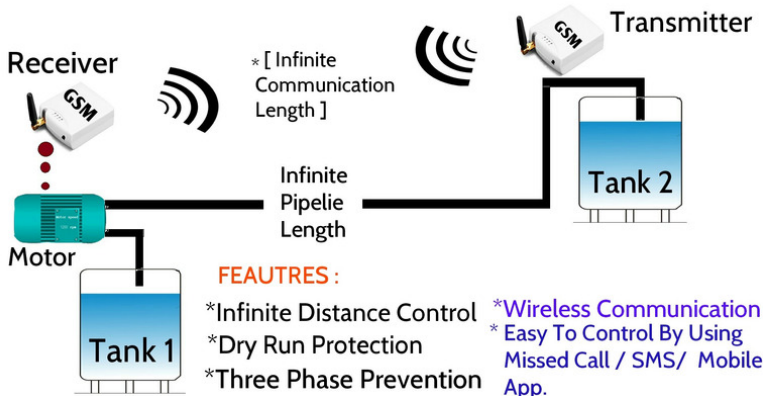 Transmitter
GSM
Receiver
GSM
* [ Infinite
Communication
Length ]
Infinite
Pipelie
Length
Tank 2
Motor
Tank 1
FEAUTRES :
*Infinite Distance Control
*Dry Run Protection
*Three Phase Prevention
*Wireless Communication
* Easy To Control By Using
Missed Call / SMS/ Mobile
App.